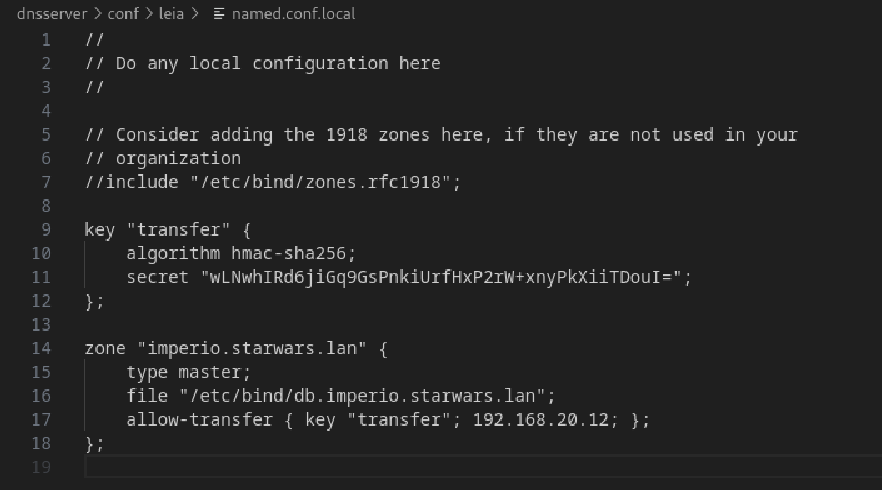 dnsserver > conf > leia > named.conf.local
1 //
2 // Do any local configuration here
3 //
4
5 // Consider adding the 1918 zones here, if they are not used in your
6 // organization
7 //include "/etc/bind/zones.rfc1918";
8
9 key "transfer" {
10     algorithm hmac-sha256;
11     secret "wLNwhIRd6jiGq9GsPnkiUrfHxP2rW+xnyPkXiiTDouI=";
12 };
13
14 zone "imperio.starwars.lan" {
15     type master;
16     file "/etc/bind/db.imperio.starwars.lan";
17     allow-transfer { key "transfer"; 192.168.20.12; };
18 };
19